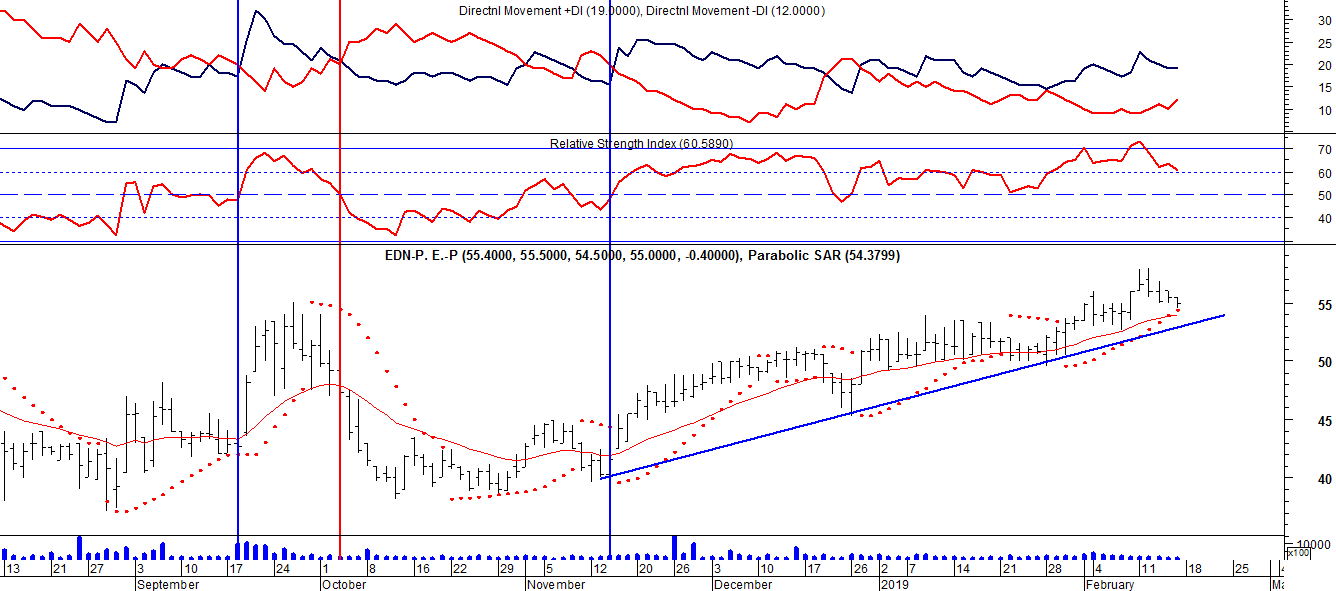 Directnl Movement +DI (19.0000), Directnl Movement -DI (12.0000)
30
25
20
15
10
Relative Strength Index (60.5890)
70
60
50
40
EDN-P. E.-P (55.4000, 55.5000, 54.5000, 55.0000, -0.40000), Parabolic SAR (54.3799)
55
50
45
40
10000
x100
13 21 27 3 10 17 24 1 8 16 22 29 5 12 20 26 3 10 17 26 2 7 14 21 28 4 11 18 25
September October November December 2019 February